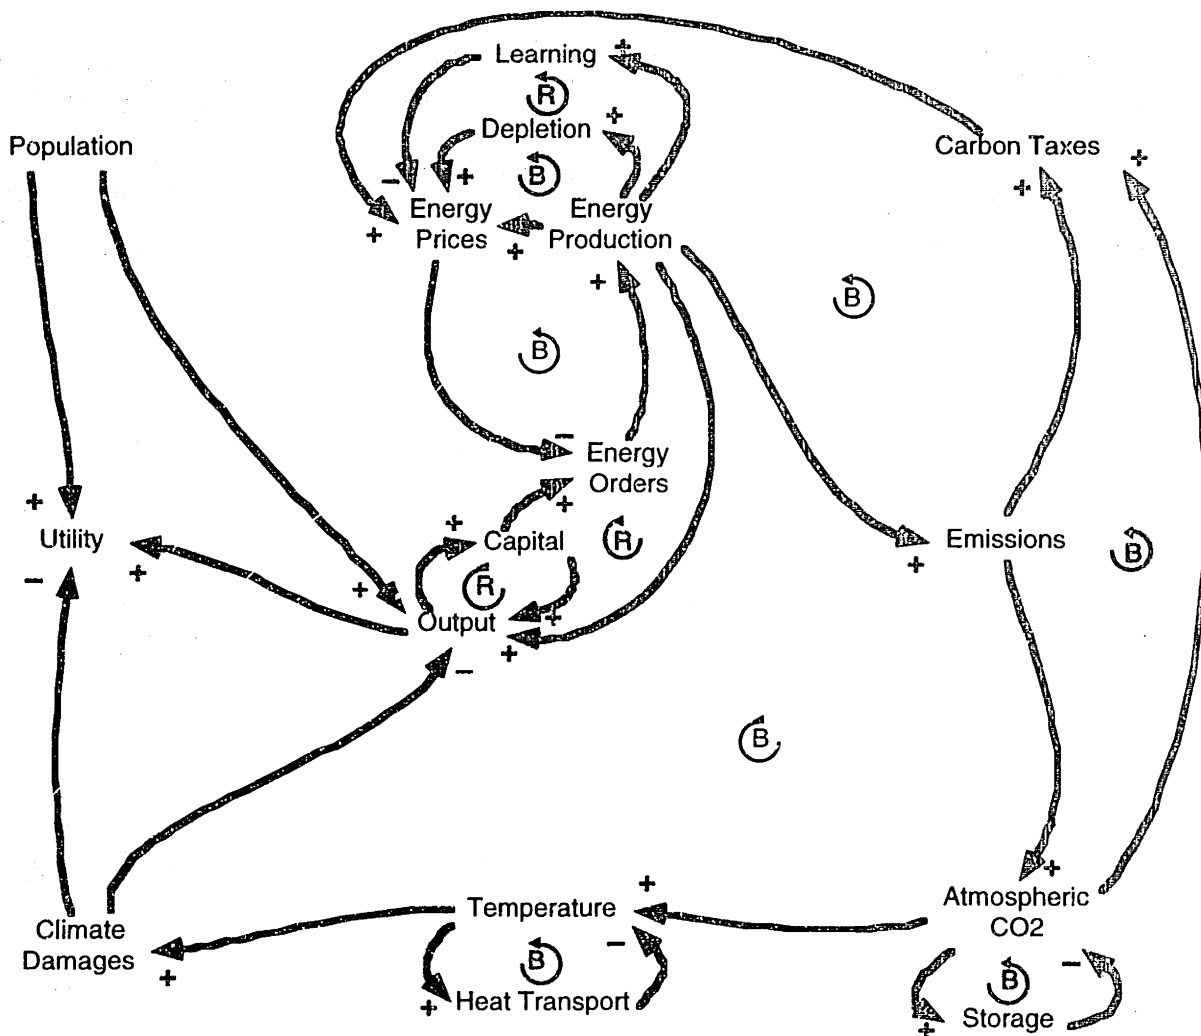 Learning
+
R
Depletion
+
Population
Carbon Taxes
+
+
B
−
+
Energy
Prices
Energy
Production
+
+
+
B
B
−
Energy
Orders
+
+
Utility
+
Capital
R
Emissions
+
B
−
+
R
+
+
Output
+
−
B
+
Atmospheric
CO2
+
Temperature
Climate
Damages
+
−
B
−
B
+
Heat Transport
+
Storage